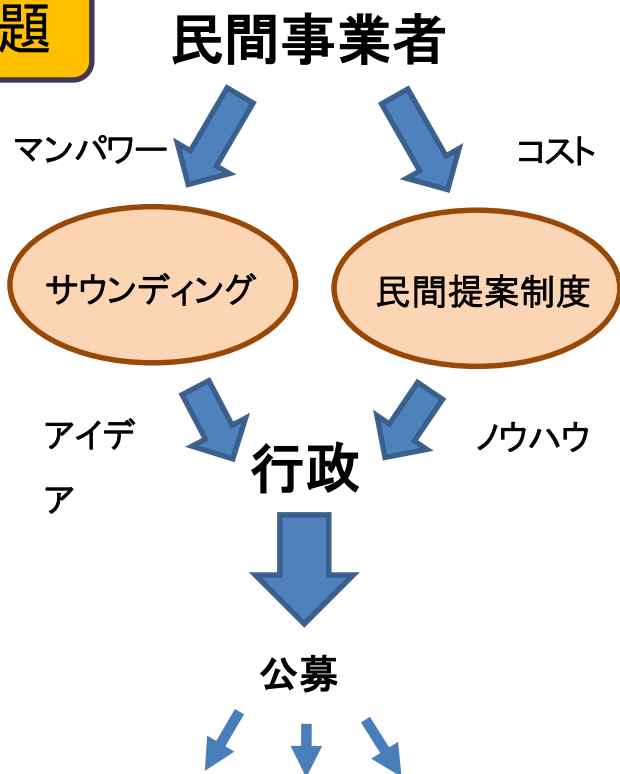 題
民間事業者
マンパワー
コスト
サウンディング
民間提案制度
アイデ
ア
ノウハウ
行政
公募